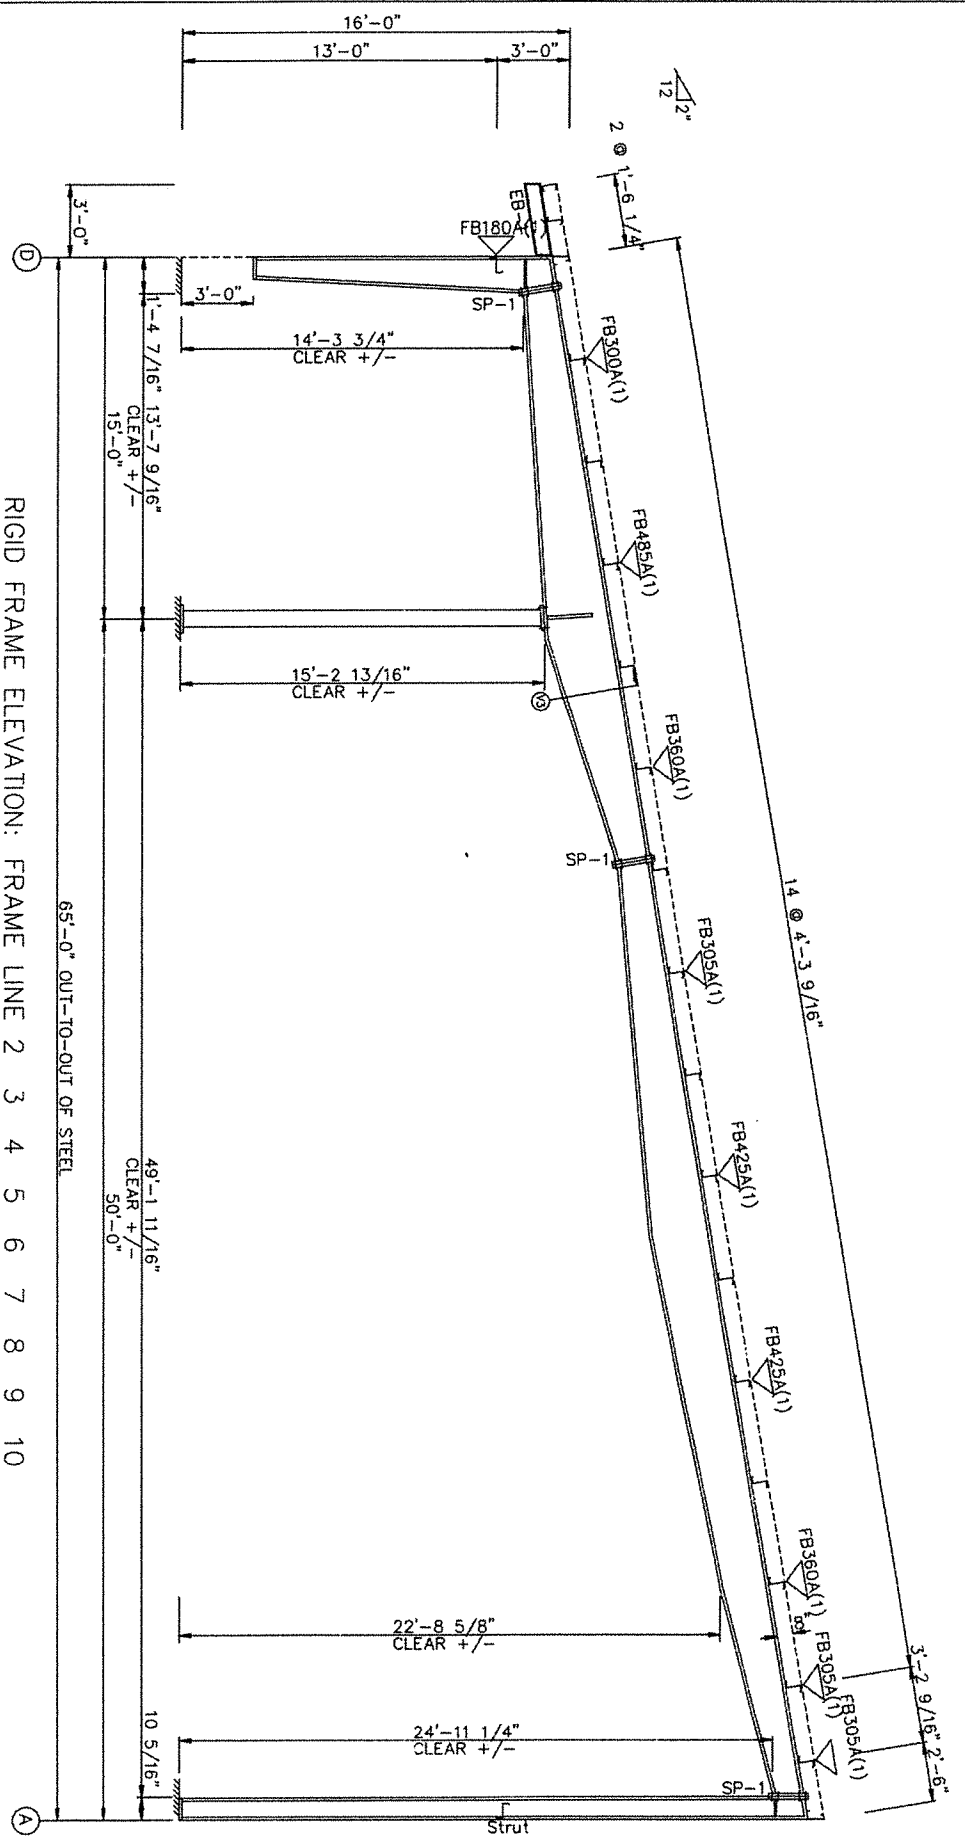 16'-0"
13'-0"
3'-0"
12
2"
2 @ 1'-6 1/4"
14 @ 4'-3 9/16"
3'-2 9/16"
2'-6"
FB180A(1)
SP-1
FB300A(1)
FB485A(1)
V3
FB360A(1)
SP-1
FB305A(1)
FB425A(1)
FB425A(1)
FB360A(1)
FB305A(1)
FB305A(1)
SP-1
3'-0"
14'-3 3/4"
CLEAR +/-
15'-2 13/16"
CLEAR +/-
22'-8 5/8"
CLEAR +/-
24'-11 1/4"
CLEAR +/-
Strut
1'-4 7/16"
13'-7 9/16"
CLEAR +/-
49'-1 11/16"
CLEAR +/-
10 5/16"
15'-0"
50'-0"
3'-0"
65'-0" OUT-TO-OUT OF STEEL
D
A
RIGID FRAME ELEVATION: FRAME LINE 2 3 4 5 6 7 8 9 10